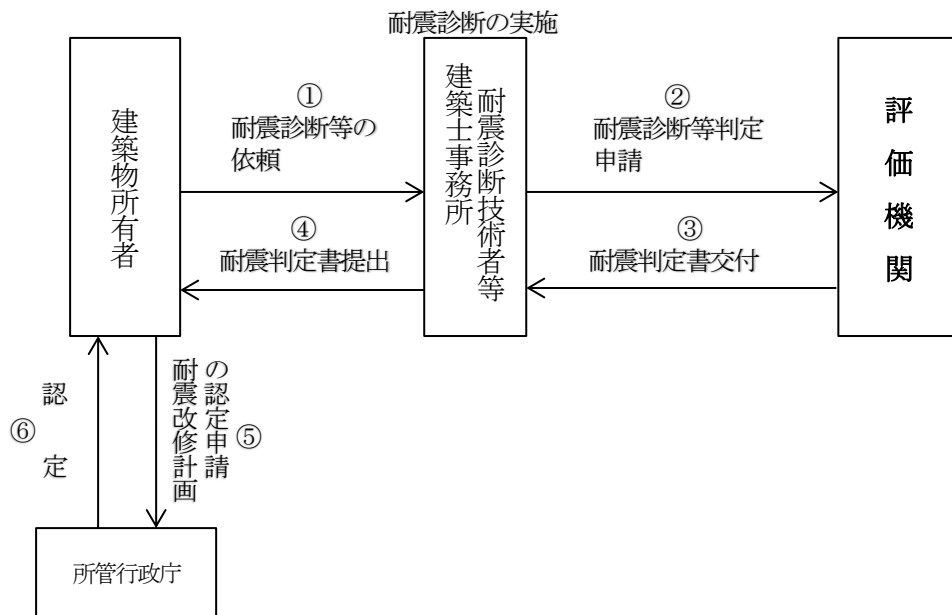 耐震診断の実施
建築物所有者
①
耐震診断等の
依頼
耐震診断技術者等
建築士事務所
②
耐震診断等判定
申請
評価機関
④
耐震判定書提出
③
耐震判定書交付
⑥
認定
耐震改修計画
の認定申請
⑤
所管行政庁